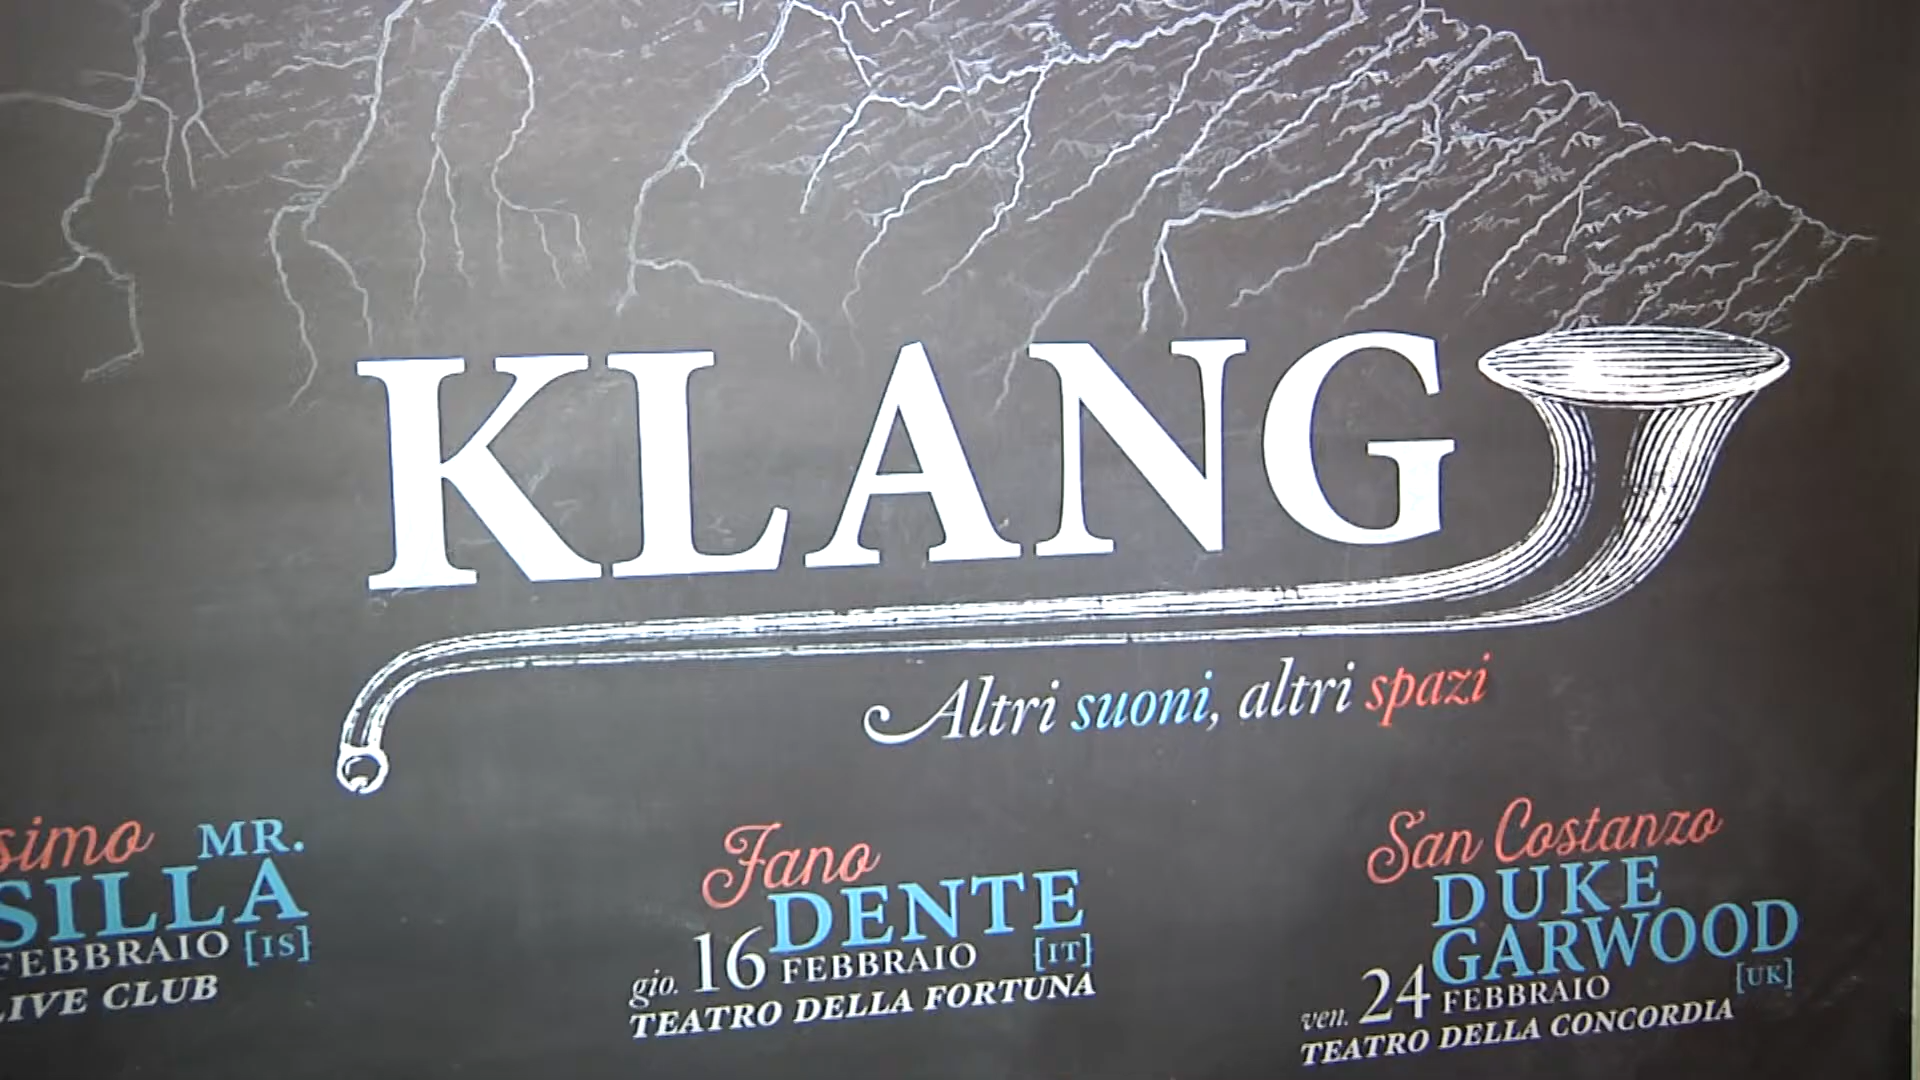 KLANG
Altri suoni, altri spazi
simo MR.
SILLA
FEBBRAIO [IS]
LIVE CLUB
Fano
DENTE
gio. 16 FEBBRAIO [IT]
TEATRO DELLA FORTUNA
San Costanzo
DUKE
GARWOOD
ven. 24 FEBBRAIO [UK]
TEATRO DELLA CONCORDIA